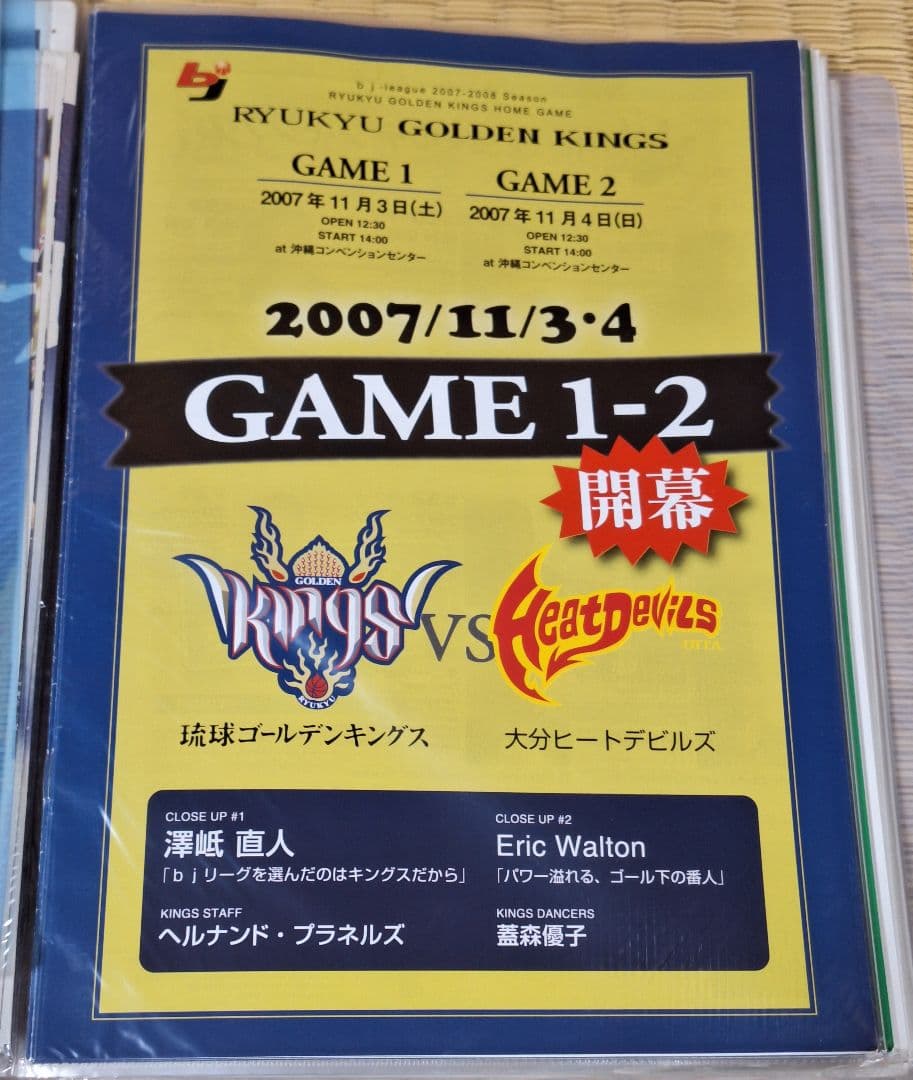 bj
bj-league 2007-2008 Season
RYUKYU GOLDEN KINGS HOME GAME
RYUKYU GOLDEN KINGS
GAME 1
2007年11月3日(土)
OPEN 12:30
START 14:00
at 沖縄コンベンションセンター
GAME 2
2007年11月4日(日)
OPEN 12:30
START 14:00
at 沖縄コンベンションセンター
2007/11/3・4
GAME 1-2
開幕
GOLDEN
Kings
RYUKYU
VS
HeatDevils
OITA
琉球ゴールデンキングス
大分ヒートデビルズ
CLOSE UP #1
澤岻 直人
「bjリーグを選んだのはキングスだから」
CLOSE UP #2
Eric Walton
「パワー溢れる、ゴール下の番人」
KINGS STAFF
ヘルナンド・プラネルズ
KINGS DANCERS
蓋森優子